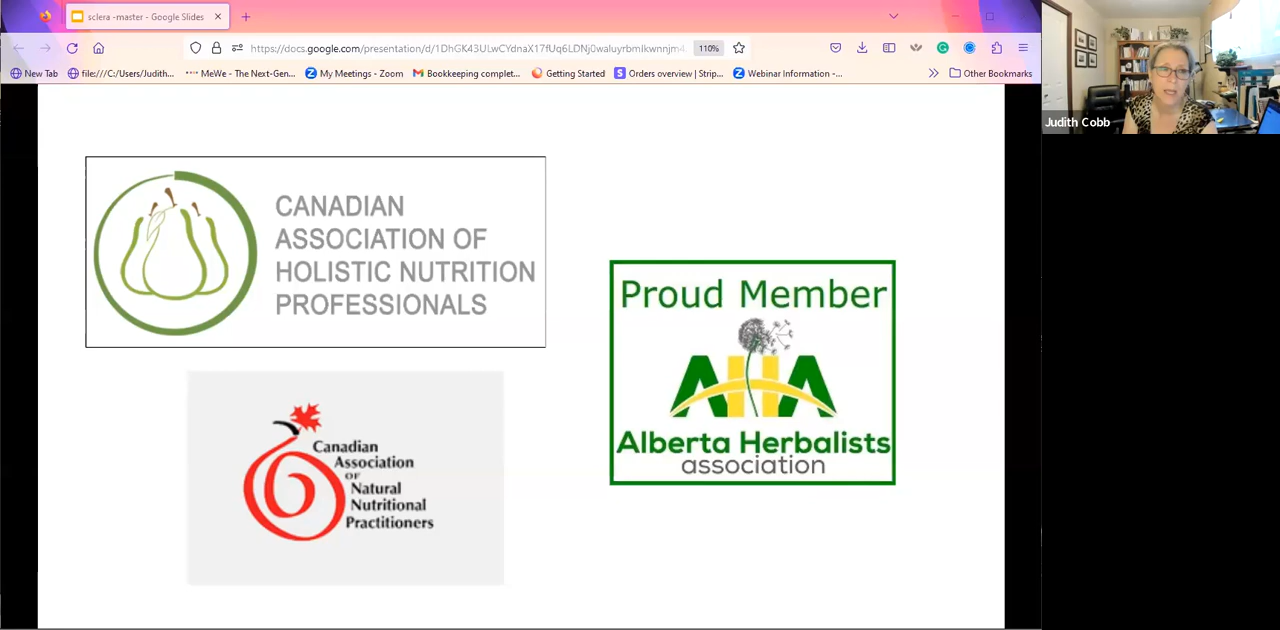 sclera -master - Google Slides
https://docs.google.com/presentation/d/1DhGK43ULwCYdnaX17fUq6LDNj0waluyrbmikwnnjm4
110%
New Tab
file:///C:/Users/Judith...
MeWe - The Next-Gen...
My Meetings - Zoom
Bookkeeping complet...
Getting Started
Orders overview | Strip...
Webinar Information -...
Other Bookmarks
Judith Cobb
CANADIAN
ASSOCIATION OF
HOLISTIC NUTRITION
PROFESSIONALS
Proud Member
AHA
Alberta Herbalists
association
Canadian
Association
OF
Natural
Nutritional
Practitioners